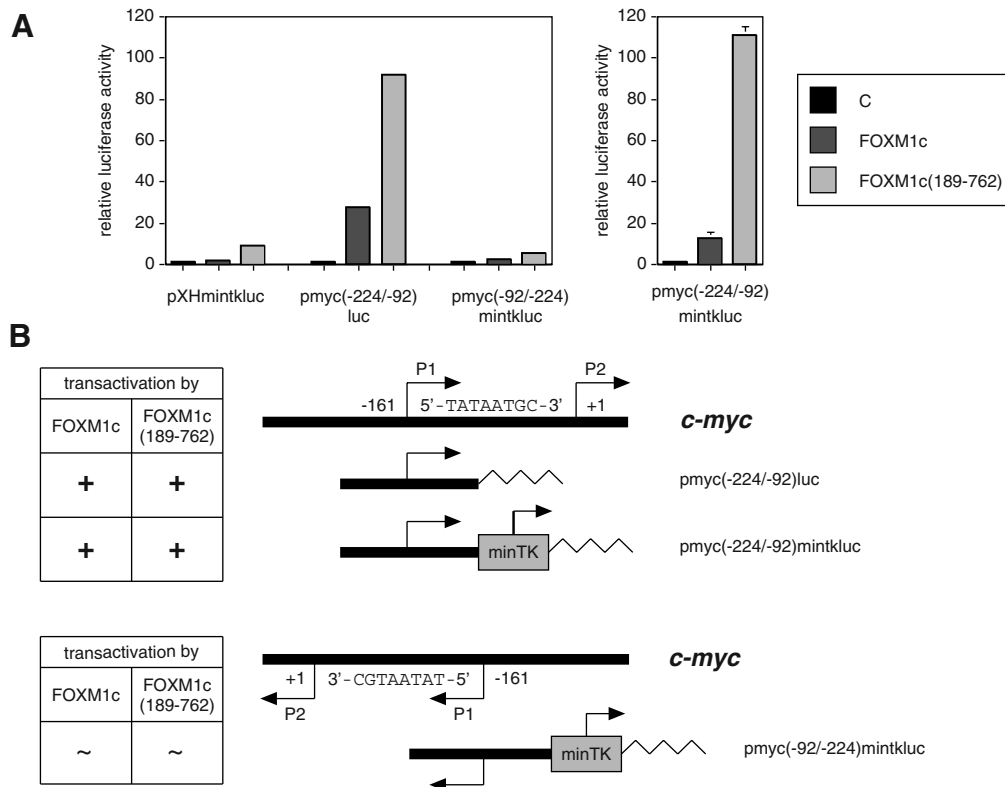 A
relative luciferase activity
120
100
80
60
40
20
0
pXHmintkluc
pmyc(-224/-92)
luc
pmyc(-92/-224)
mintkluc
relative luciferase activity
120
100
80
60
40
20
0
pmyc(-224/-92)
mintkluc
C
FOXM1c
FOXM1c(189-762)
B
transactivation by
FOXM1c
FOXM1c
(189-762)
+ +
+ +
P1 P2
-161 5’-TATAATGC-3’ +1
c-myc
pmyc(-224/-92)luc
minTK
pmyc(-224/-92)mintkluc
transactivation by
FOXM1c
FOXM1c
(189-762)
~ ~
c-myc
+1 3’-CGTAATAT-5’ -161
P2 P1
minTK
pmyc(-92/-224)mintkluc